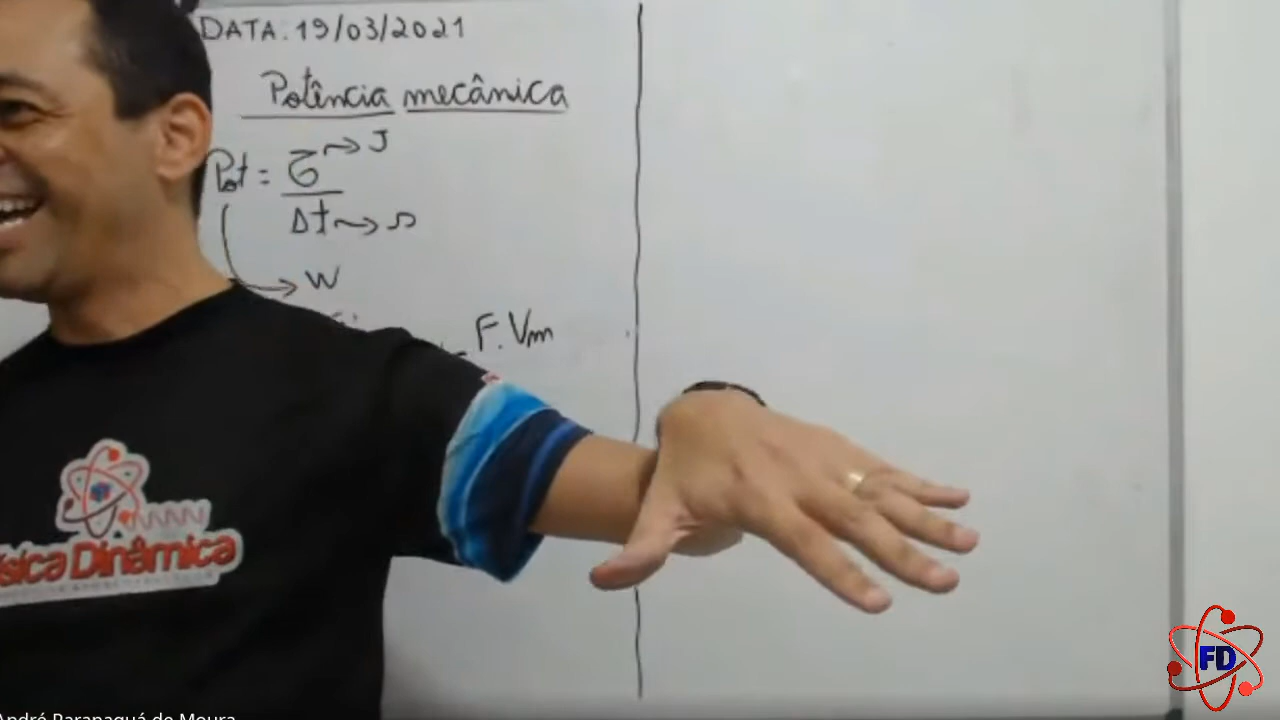 DATA. 19/03/2021
Potência mecânica
Pot = τ → J
Δt → s
→ W
F. Vm
física Dinâmica
FD
André Paranaguá de Moura